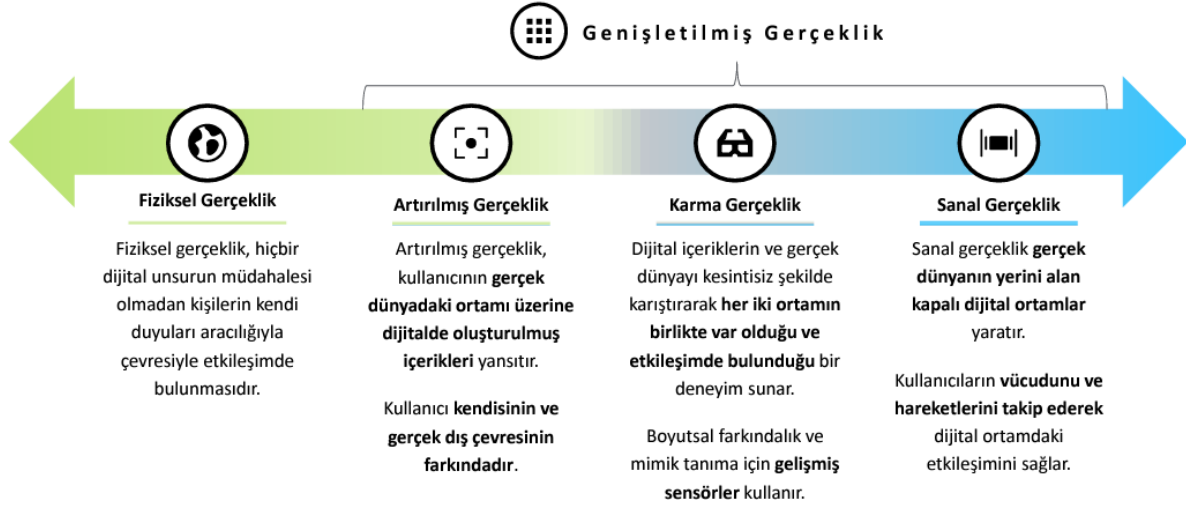 Genişletilmiş Gerçeklik
Fiziksel Gerçeklik
Fiziksel gerçeklik, hiçbir
dijital unsurun müdahalesi
olmadan kişilerin kendi
duyuları aracılığıyla
çevresiyle etkileşimde
bulunmasıdır.
Artırılmış Gerçeklik
Artırılmış gerçeklik,
kullanıcının gerçek
dünyadaki ortamı üzerine
dijitalde oluşturulmuş
içerikleri yansıtır.
Kullanıcı kendisinin ve
gerçek dış çevresinin
farkındadır.
Karma Gerçeklik
Dijital içeriklerin ve gerçek
dünyayı kesintisiz şekilde
karıştırarak her iki ortamın
birlikte var olduğu ve
etkileşimde bulunduğu bir
deneyim sunar.
Boyutsal farkındalık ve
mimik tanıma için gelişmiş
sensörler kullanır.
Sanal Gerçeklik
Sanal gerçeklik gerçek
dünyanın yerini alan
kapalı dijital ortamlar
yaratır.
Kullanıcıların vücudunu ve
hareketlerini takip ederek
dijital ortamdaki
etkileşimini sağlar.